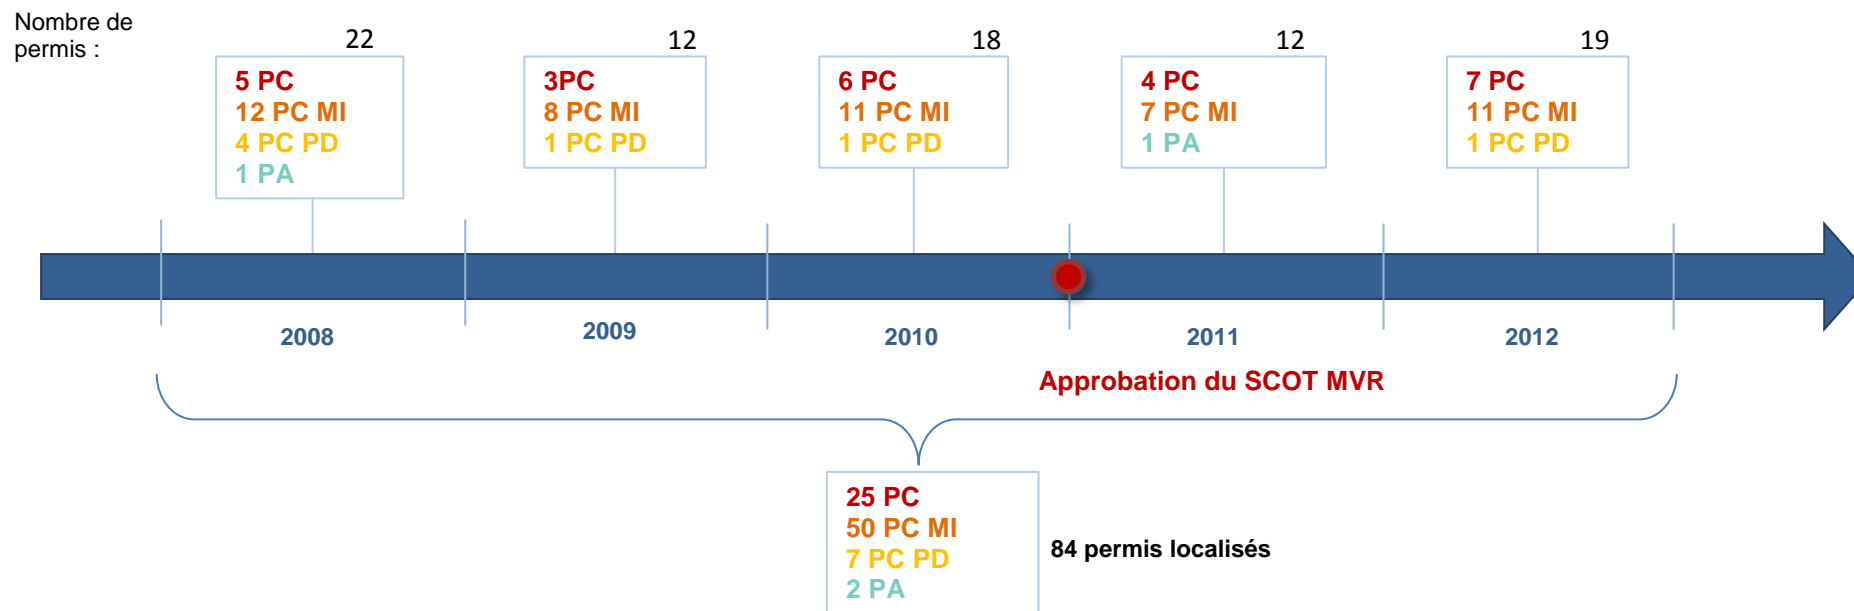 Nombre de
permis :
22
5 PC
12 PC MI
4 PC PD
1 PA
12
3PC
8 PC MI
1 PC PD
18
6 PC
11 PC MI
1 PC PD
12
4 PC
7 PC MI
1 PA
19
7 PC
11 PC MI
1 PC PD
2008
2009
2010
2011
2012
Approbation du SCOT MVR
25 PC
50 PC MI
7 PC PD
2 PA
84 permis localisés